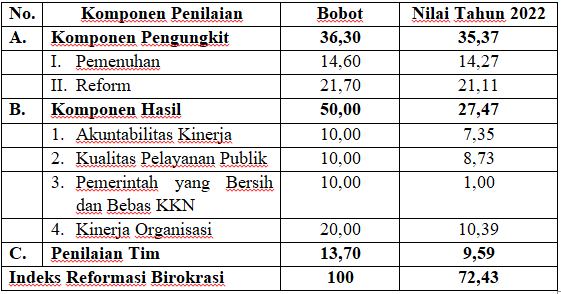 No. Komponen Penilaian Bobot Nilai Tahun 2022
A. Komponen Pengungkit 36,30 35,37
I. Pemenuhan 14,60 14,27
II. Reform 21,70 21,11
B. Komponen Hasil 50,00 27,47
1. Akuntabilitas Kinerja 10,00 7,35
2. Kualitas Pelayanan Publik 10,00 8,73
3. Pemerintah yang Bersih 10,00 1,00
dan Bebas KKN
4. Kinerja Organisasi 20,00 10,39
C. Penilaian Tim 13,70 9,59
Indeks Reformasi Birokrasi 100 72,43